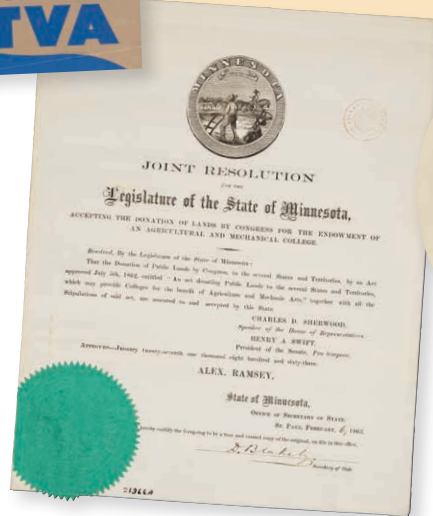 TVA
MINNESOTA
JOINT RESOLUTION
FOR THE
Legislature of the State of Minnesota,
ACCEPTING THE DONATION OF LANDS BY CONGRESS FOR THE ENDOWMENT OF
AN AGRICULTURAL AND MECHANICAL COLLEGE.
Resolved, By the Legislature of the State of Minnesota:
That the Donation of Public Lands by Congress, to the several States and Territories, by an Act
approved July 5th, 1862, entitled "An act donating Public Lands to the several States and Territories,
which may provide Colleges for the benefit of Agriculture and Mechanic Arts," together with all the
Stipulations of said act, are assented to and accepted by this State.
CHARLES D. SHERWOOD,
Speaker of the House of Representatives.
HENRY A. SWIFT,
President of the Senate, Pro tempore.
APPROVED—January twenty-seventh one thousand eight hundred and sixty-three.
ALEX. RAMSEY.
State of Minnesota,
OFFICE OF SECRETARY OF STATE,
ST. PAUL, FEBRUARY, 6, 1863.
hereby certify the foregoing to be a true and correct copy of the original, on file in this office.
D. Blakeley
Secretary of State